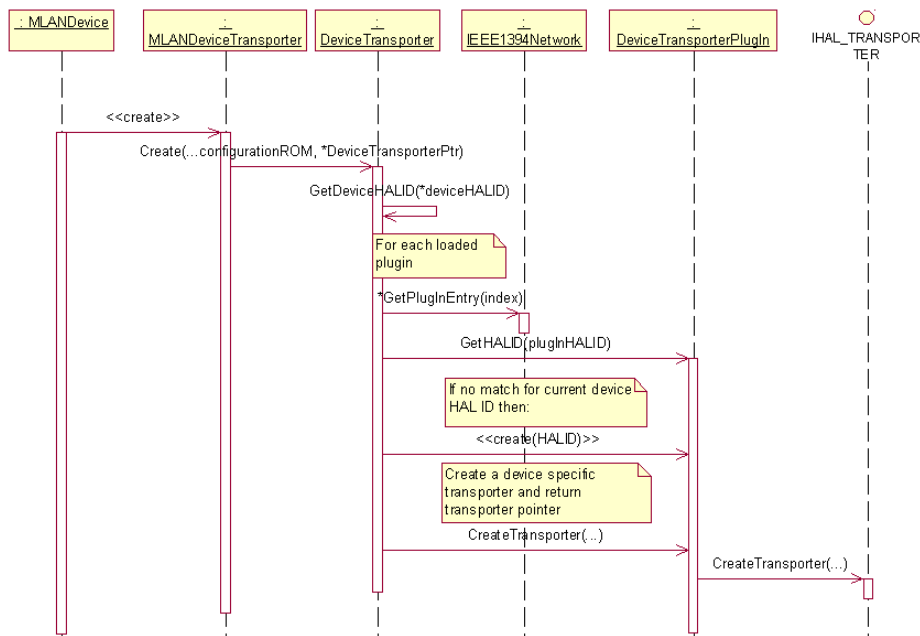 : MLANDevice
:
MLANDeviceTransporter
:
DeviceTransporter
:
IEEE1394Network
:
DeviceTransporterPlugIn
IHAL_TRANSPOR
TER
<<create>>
Create(...configurationROM, *DeviceTransporterPtr)
GetDeviceHALID(*deviceHALID)
For each loaded
plugin
*GetPlugInEntry(index)
GetHALID(plugInHALID)
If no match for current device
HAL ID then:
<<create(HALID)>>
Create a device specific
transporter and return
transporter pointer
CreateTransporter(...)
CreateTransporter(...)